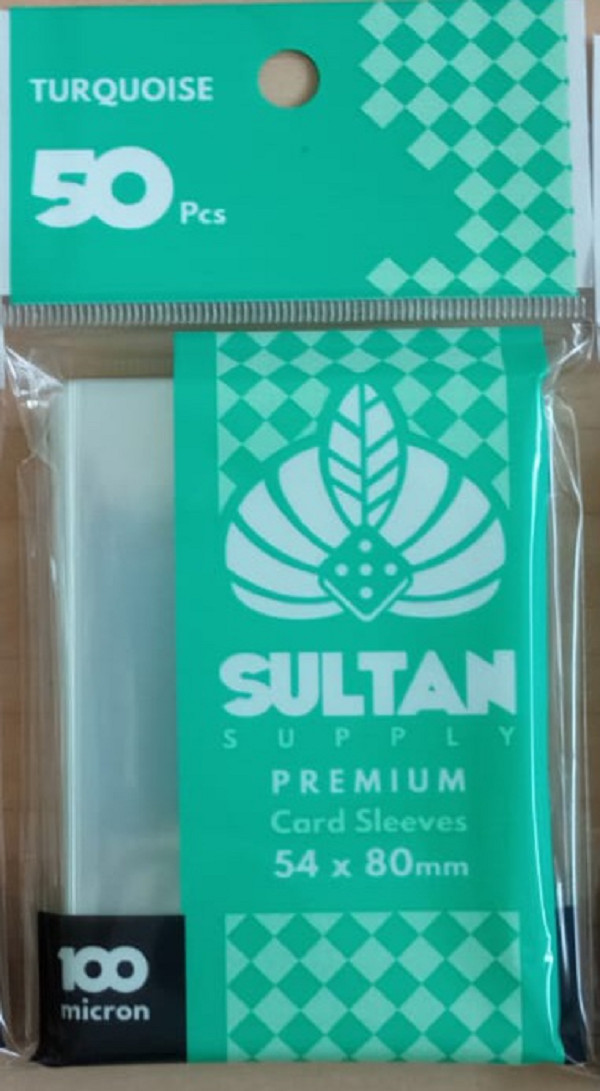 TURQUOISE
50 Pcs
SULTAN
SUPPLY
PREMIUM
Card Sleeves
54 x 80mm
100
micron